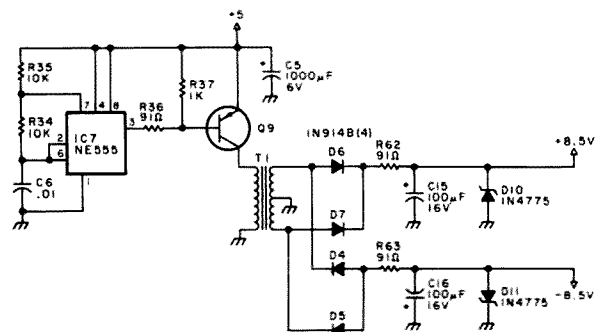 +5
R35
10K
R37
1K
C5
1000µF
6V
+
7 4 8
R36
91Ω
3
R34
10K
2
6
IC7
NE555
1
Q9
C6
.01
T1
1N914B(4)
D6
R62
91Ω
+8.5V
+
C15
100µF
16V
D10
1N4775
D7
D4
R63
91Ω
+
C16
100µF
16V
D11
1N4775
-8.5V
D5